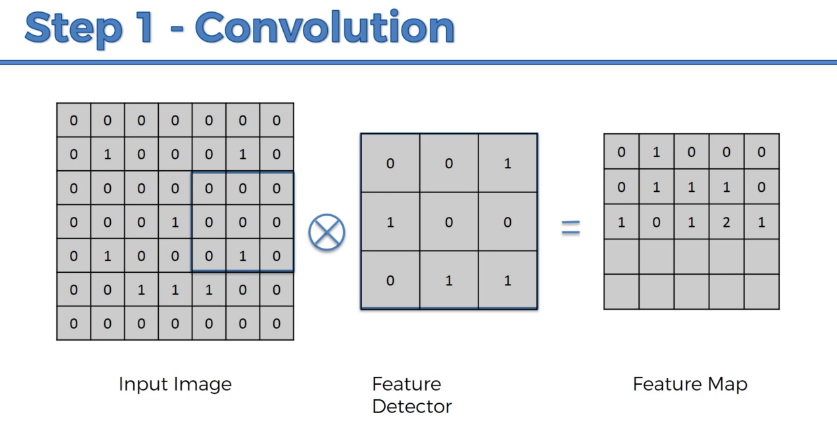 Step 1 - Convolution
0 0 0 0 0 0 0
0 1 0 0 0 1 0
0 0 0 0 0 0 0
0 0 0 1 0 0 0
0 1 0 0 0 1 0
0 0 1 1 1 0 0
0 0 0 0 0 0 0
0 0 1
1 0 0
0 1 1
=
0 1 0 0 0
0 1 1 1 0
1 0 1 2 1
Input Image
Feature
Detector
Feature Map